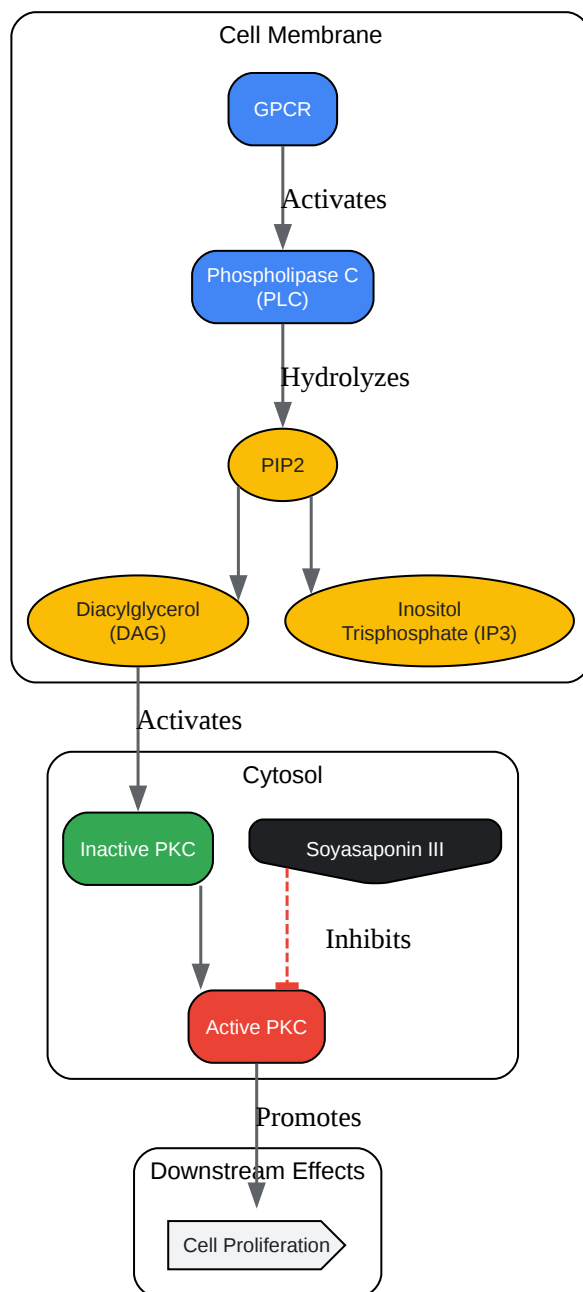 Cell Membrane
GPCR
Activates
Phospholipase C
(PLC)
Hydrolyzes
PIP2
Diacylglycerol
(DAG)
Inositol
Trisphosphate (IP3)
Activates
Cytosol
Inactive PKC
Soyasaponin III
Inhibits
Active PKC
Promotes
Downstream Effects
Cell Proliferation